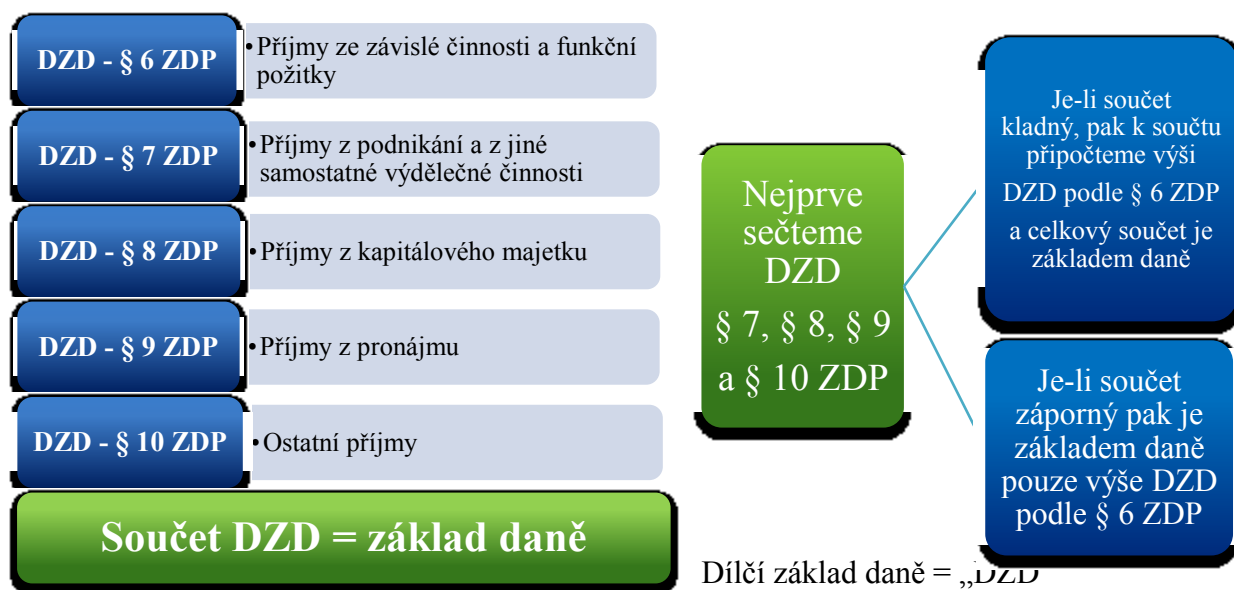 DZD - § 6 ZDP
•Příjmy ze závislé činnosti a funkční
požitky
DZD - § 7 ZDP
•Příjmy z podnikání a z jiné
samostatné výdělečné činnosti
DZD - § 8 ZDP
•Příjmy z kapitálového majetku
DZD - § 9 ZDP
•Příjmy z pronájmu
DZD - § 10 ZDP
•Ostatní příjmy
Součet DZD = základ daně
Nejprve
sečteme
DZD
§ 7, § 8, § 9
a § 10 ZDP
Je-li součet
kladný, pak k součtu
připočteme výši
DZD podle § 6 ZDP
a celkový součet je
základem daně
Je-li součet
záporný pak je
základem daně
pouze výše DZD
podle § 6 ZDP
Dílčí základ daně = „DZD